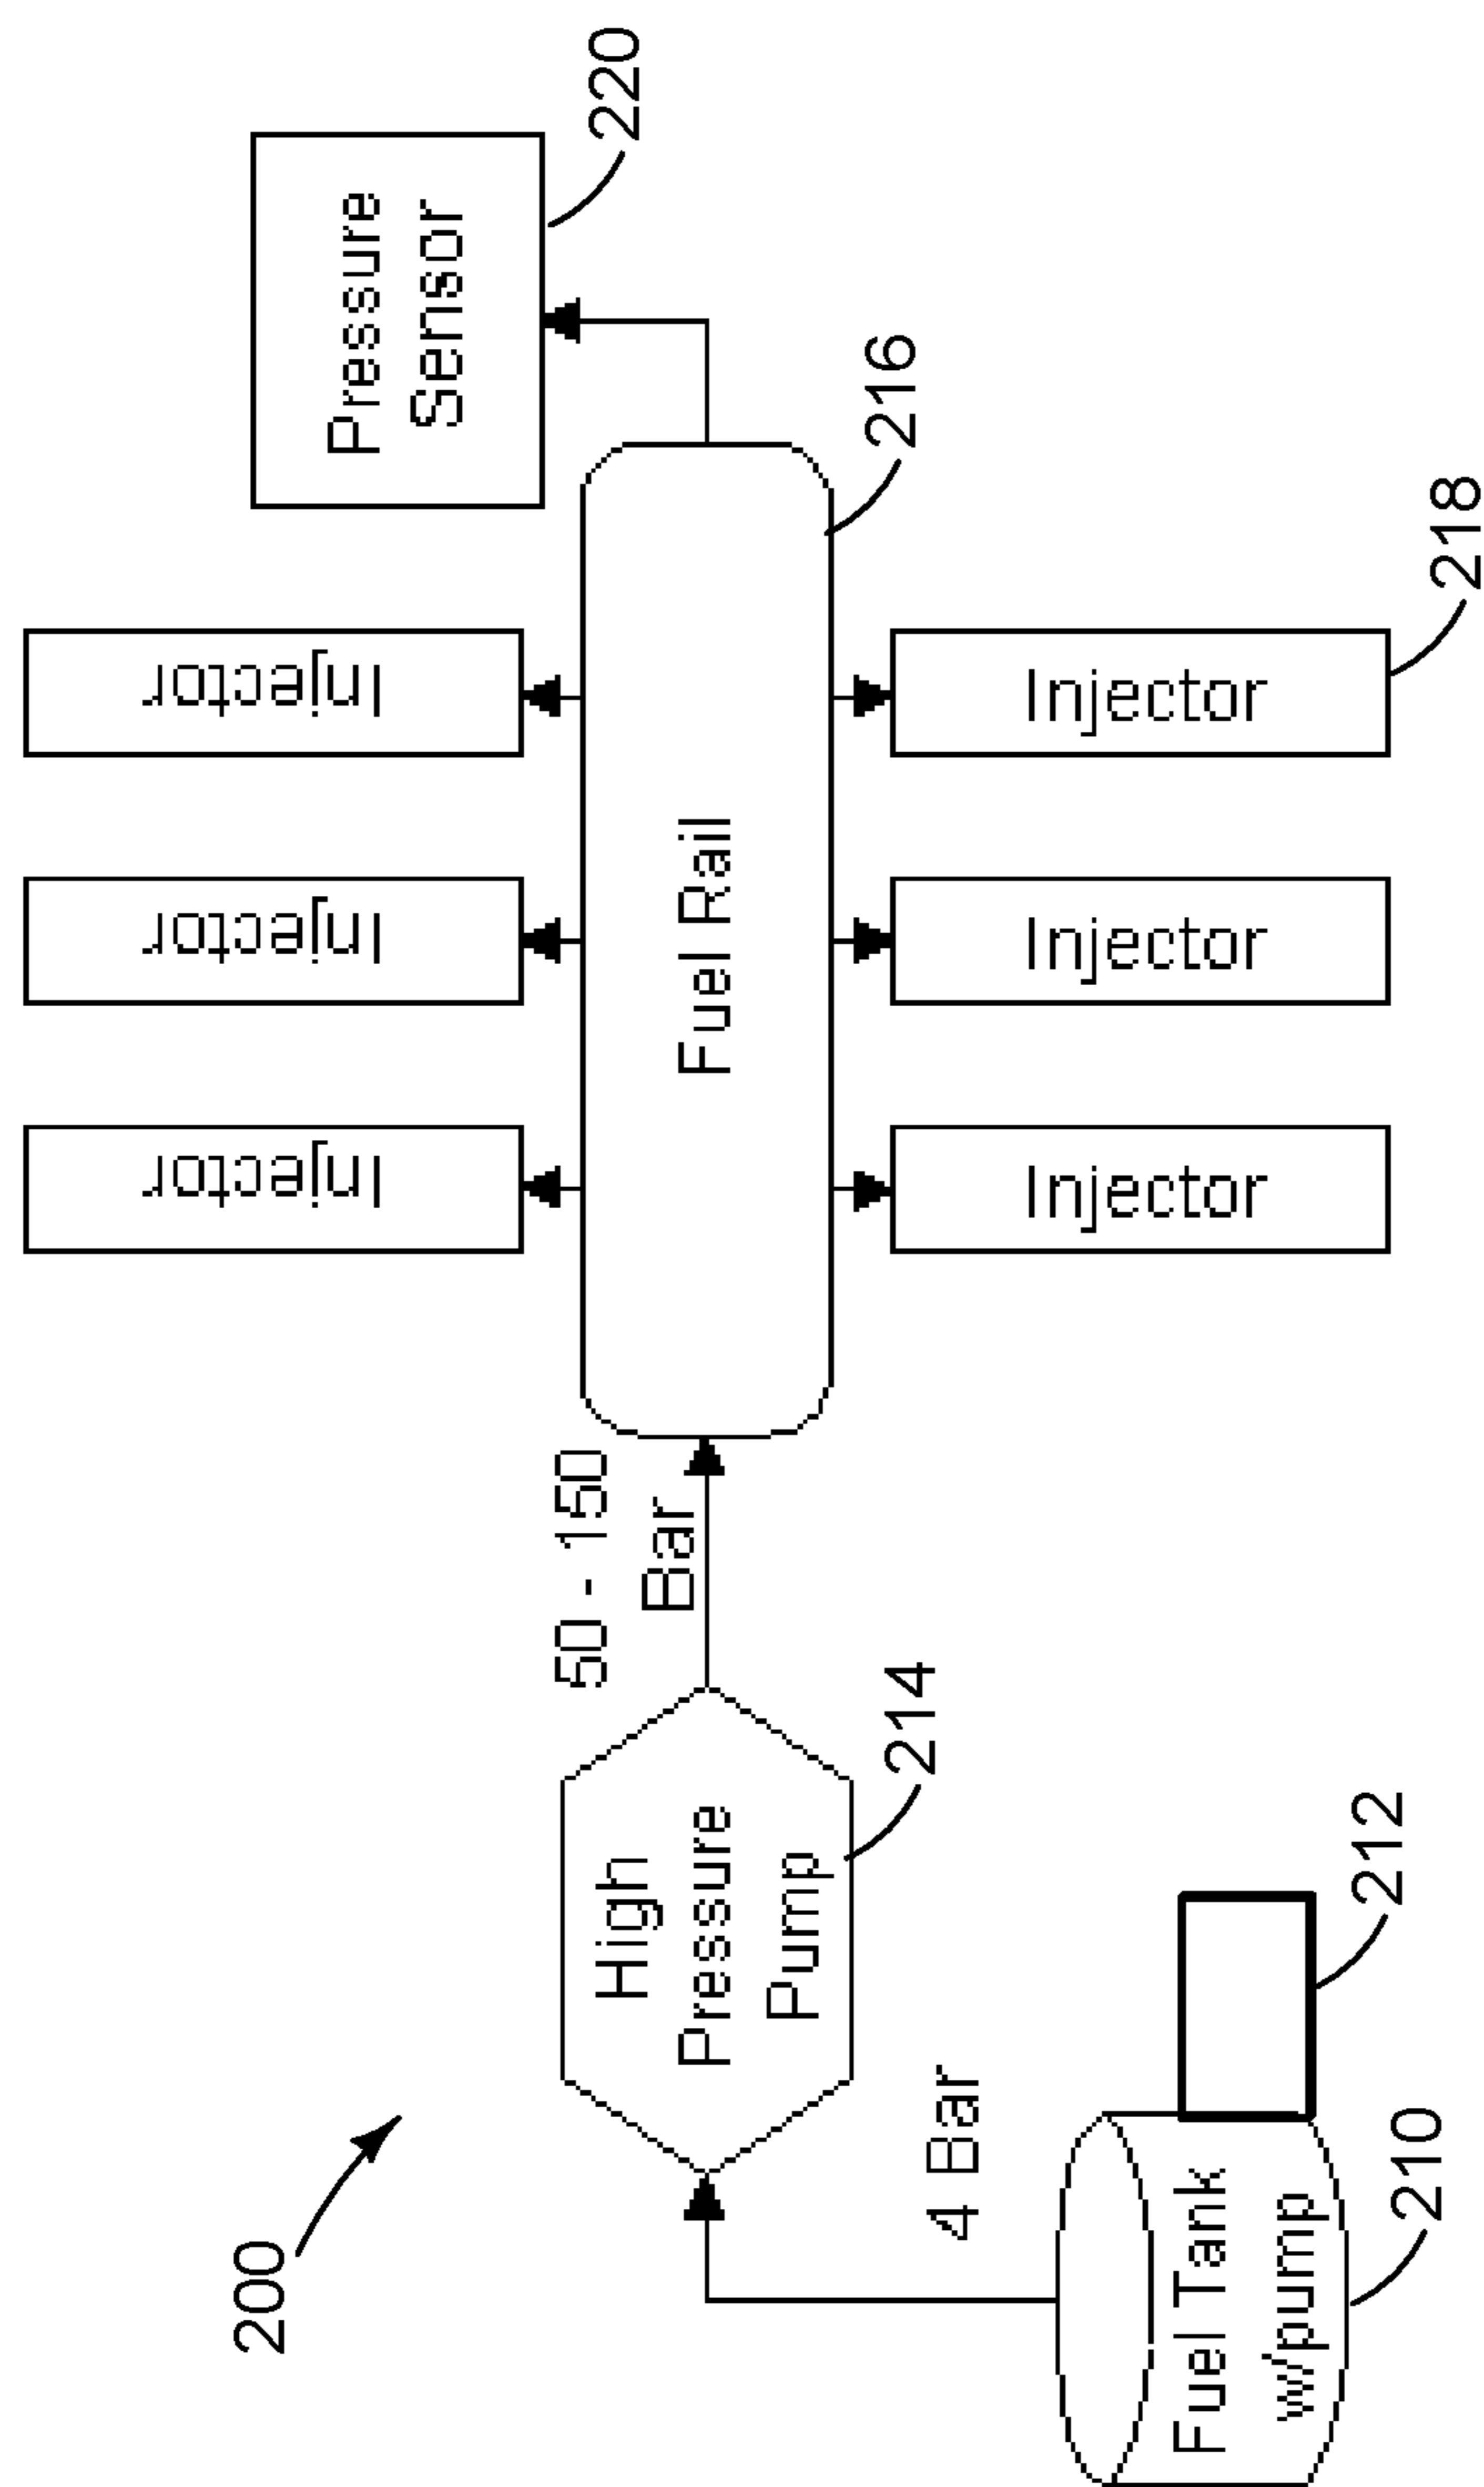 200
Fuel Tank
w/pump
210
212
4 Bar
High
Pressure
Pump
214
50 - 150
Bar
Fuel Rail
216
Injector
Injector
Injector
Injector
Injector
Injector
218
Pressure
Sensor
220